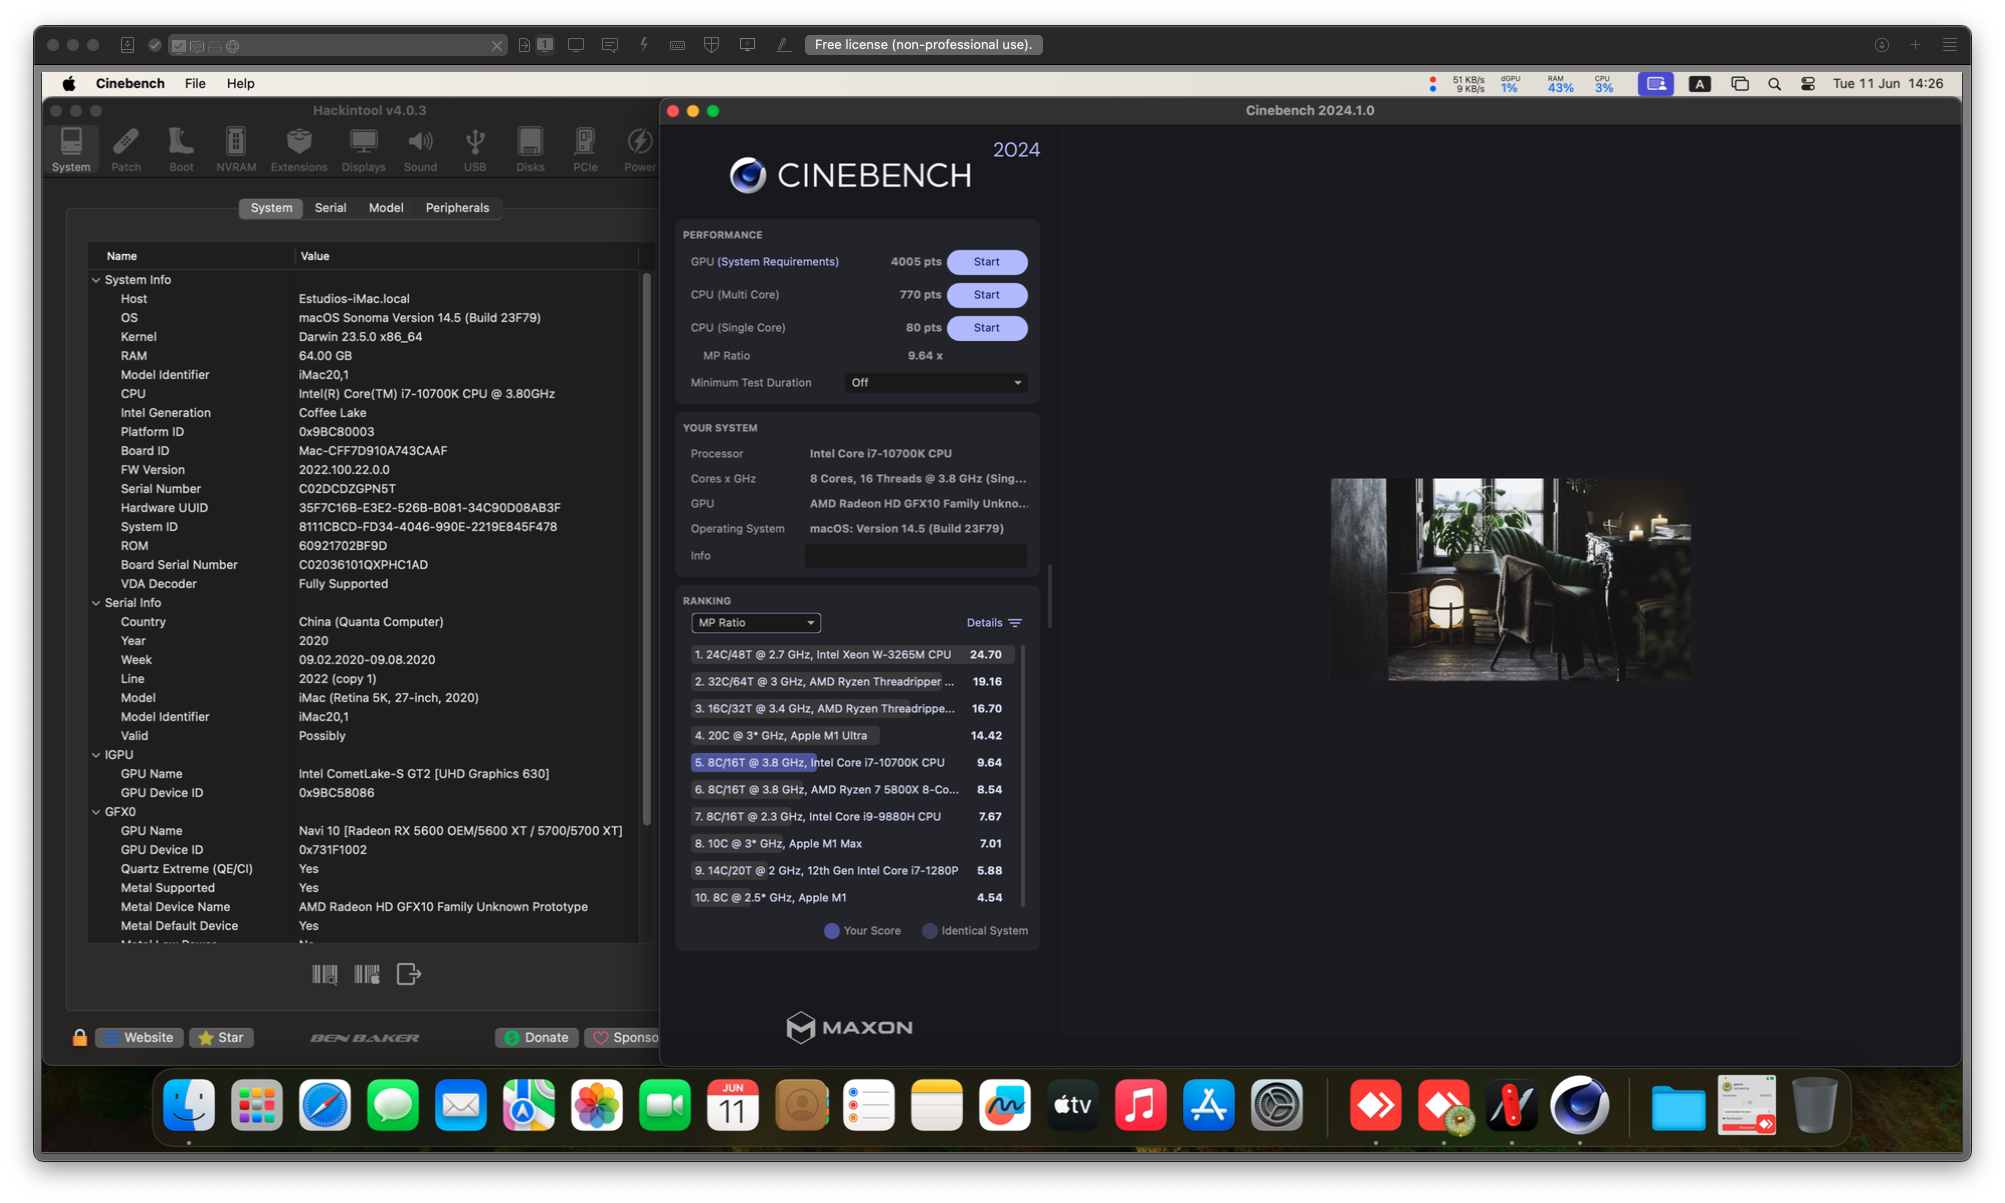 1
Free license (non-professional use).
Cinebench File Help
51 KB/s
9 KB/s
dGPU
1%
RAM
43%
CPU
3%
A
Tue 11 Jun 14:26
Hackintool v4.0.3
System Patch Boot NVRAM Extensions Displays Sound USB Disks PCIe Power
System Serial Model Peripherals
Name Value
System Info
Host Estudios-iMac.local
OS macOS Sonoma Version 14.5 (Build 23F79)
Kernel Darwin 23.5.0 x86_64
RAM 64.00 GB
Model Identifier iMac20,1
CPU Intel(R) Core(TM) i7-10700K CPU @ 3.80GHz
Intel Generation Coffee Lake
Platform ID 0x9BC80003
Board ID Mac-CFF7D910A743CAAF
FW Version 2022.100.22.0.0
Serial Number C02DCDZGPN5T
Hardware UUID 35F7C16B-E3E2-526B-B081-34C90D08AB3F
System ID 8111CBCD-FD34-4046-990E-2219E845F478
ROM 60921702BF9D
Board Serial Number C02036101QXPHC1AD
VDA Decoder Fully Supported
Serial Info
Country China (Quanta Computer)
Year 2020
Week 09.02.2020-09.08.2020
Line 2022 (copy 1)
Model iMac (Retina 5K, 27-inch, 2020)
Model Identifier iMac20,1
Valid Possibly
IGPU
GPU Name Intel CometLake-S GT2 [UHD Graphics 630]
GPU Device ID 0x9BC58086
GFX0
GPU Name Navi 10 [Radeon RX 5600 OEM/5600 XT / 5700/5700 XT]
GPU Device ID 0x731F1002
Quartz Extreme (QE/CI) Yes
Metal Supported Yes
Metal Device Name AMD Radeon HD GFX10 Family Unknown Prototype
Metal Default Device Yes
Website Star BEN BAKER Donate Sponso
Cinebench 2024.1.0
CINEBENCH 2024
PERFORMANCE
GPU (System Requirements) 4005 pts Start
CPU (Multi Core) 770 pts Start
CPU (Single Core) 80 pts Start
MP Ratio 9.64 x
Minimum Test Duration Off
YOUR SYSTEM
Processor Intel Core i7-10700K CPU
Cores x GHz 8 Cores, 16 Threads @ 3.8 GHz (Sing...
GPU AMD Radeon HD GFX10 Family Unkno...
Operating System macOS: Version 14.5 (Build 23F79)
Info
RANKING
MP Ratio Details
1. 24C/48T @ 2.7 GHz, Intel Xeon W-3265M CPU 24.70
2. 32C/64T @ 3 GHz, AMD Ryzen Threadripper ... 19.16
3. 16C/32T @ 3.4 GHz, AMD Ryzen Threadrippe... 16.70
4. 20C @ 3* GHz, Apple M1 Ultra 14.42
5. 8C/16T @ 3.8 GHz, Intel Core i7-10700K CPU 9.64
6. 8C/16T @ 3.8 GHz, AMD Ryzen 7 5800X 8-Co... 8.54
7. 8C/16T @ 2.3 GHz, Intel Core i9-9880H CPU 7.67
8. 10C @ 3* GHz, Apple M1 Max 7.01
9. 14C/20T @ 2 GHz, 12th Gen Intel Core i7-1280P 5.88
10. 8C @ 2.5* GHz, Apple M1 4.54
Your Score Identical System
MAXON
JUN
11
tv